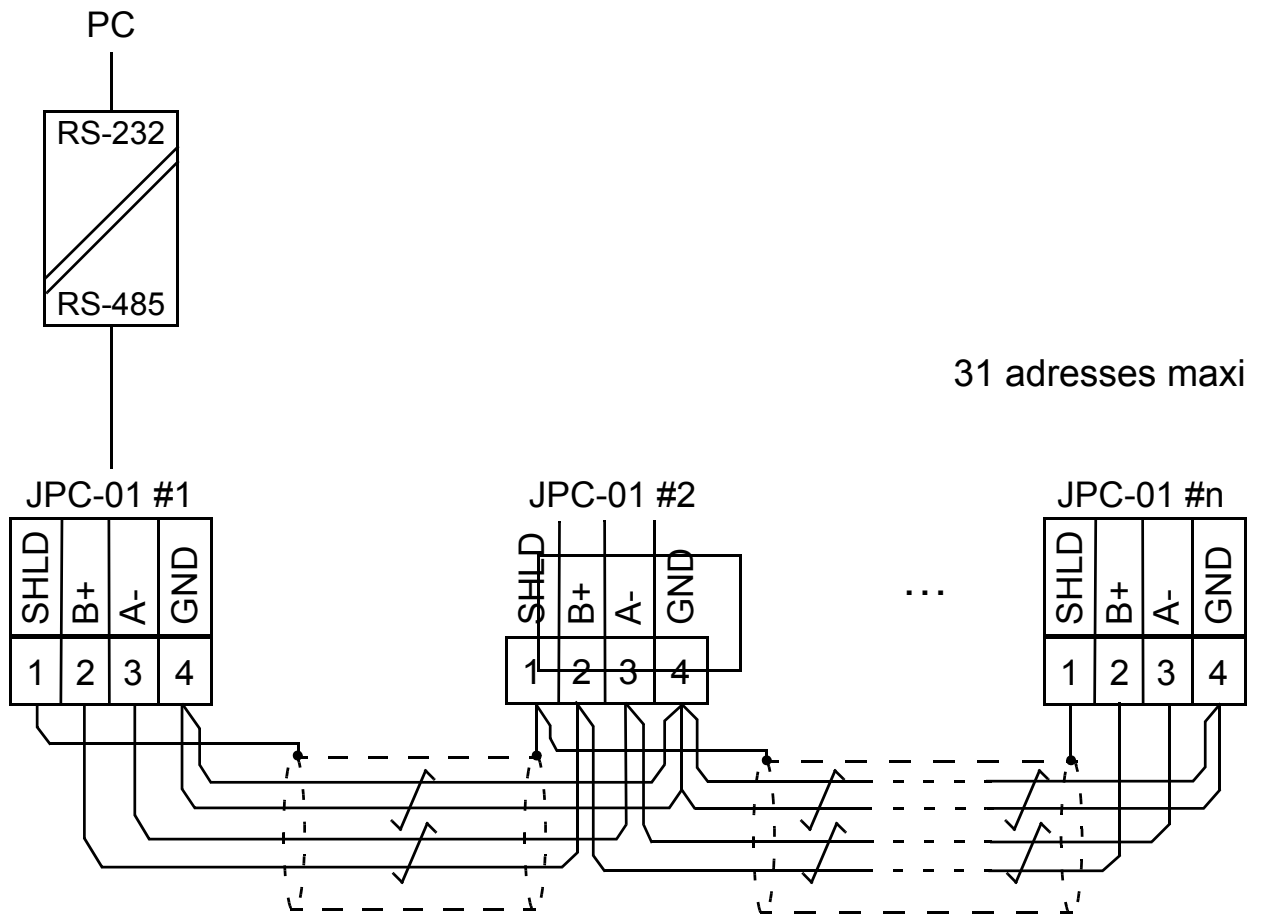 PC
RS-232
RS-485
31 adresses maxi
JPC-01 #1
SHLD B+ A- GND
1 2 3 4
JPC-01 #2
SHLD B+ A- GND
1 2 3 4
...
JPC-01 #n
SHLD B+ A- GND
1 2 3 4